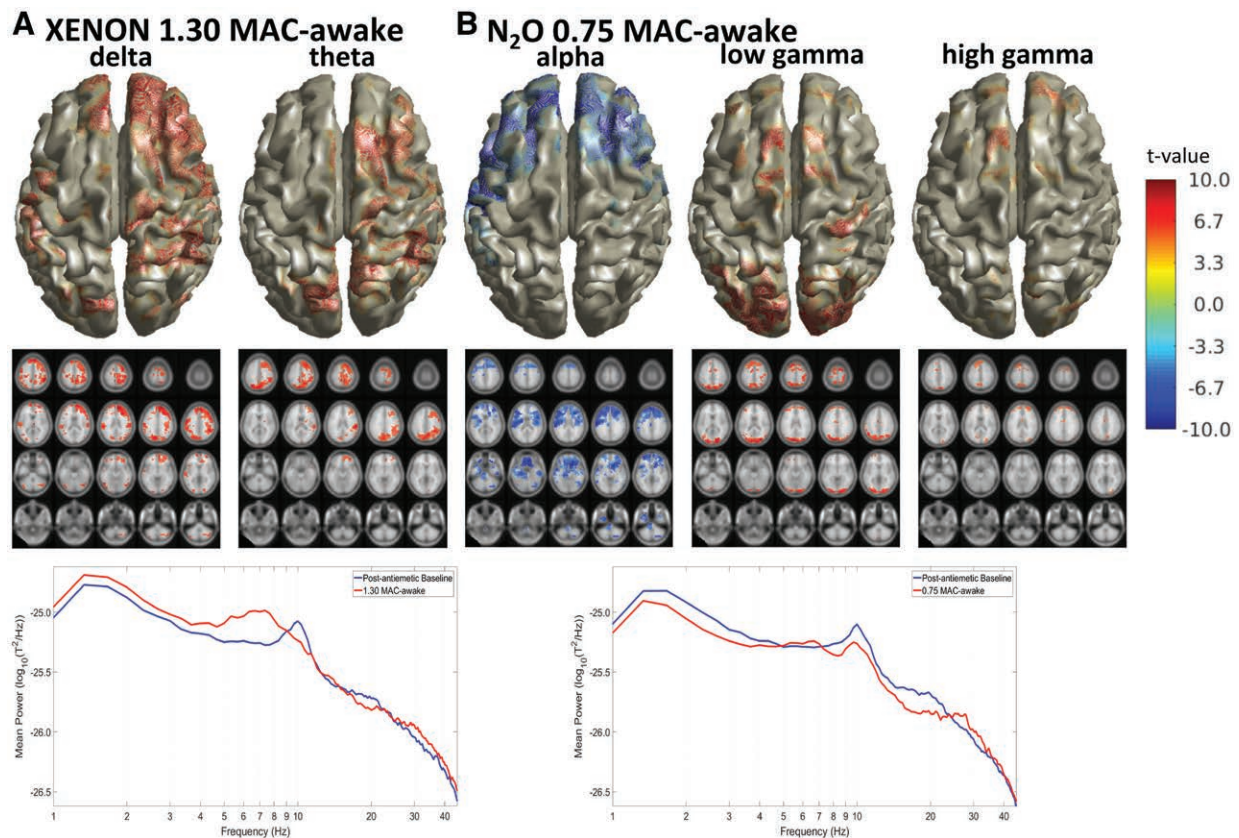 A XENON 1.30 MAC-awake
B N₂O 0.75 MAC-awake
delta
theta
alpha
low gamma
high gamma
t-value
10.0
6.7
3.3
0.0
-3.3
-6.7
-10.0
Post-antiemetic Baseline
1.30 MAC-awake
Mean Power (log₁₀(T²/Hz))
-25.0
-25.5
-26.0
-26.5
1 2 3 4 5 6 7 8 9 10 20 30 40
Frequency (Hz)
Post-antiemetic Baseline
0.75 MAC-awake
Mean Power (log₁₀(T²/Hz))
-25.0
-25.5
-26.0
-26.5
1 2 3 4 5 6 7 8 9 10 20 30 40
Frequency (Hz)